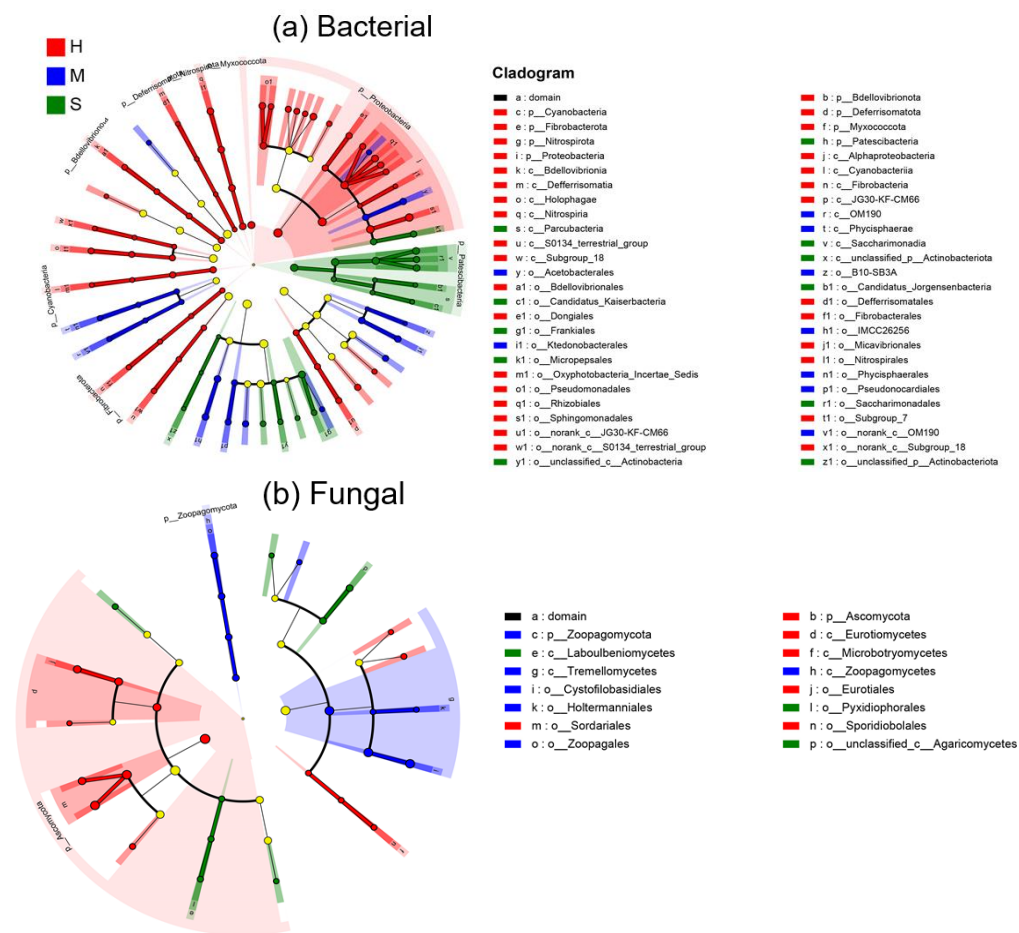 (a) Bacterial
H
M
S
p__Deferrisomatota
p__Nitrospirota
p__Myxococcota
p__Proteobacteria
p__Bdellovibrionota
p__Patescibacteria
p__Cyanobacteria
p__Fibrobacterota
Cladogram
a : domain
b : p__Bdellovibrionota
c : p__Cyanobacteria
d : p__Deferrisomatota
e : p__Fibrobacterota
f : p__Myxococcota
g : p__Nitrospirota
h : p__Patescibacteria
i : p__Proteobacteria
j : c__Alphaproteobacteria
k : c__Bdellovibrionia
l : c__Cyanobacteriia
m : c__Defferrisomatia
n : c__Fibrobacteria
o : c__Holophagae
p : c__JG30-KF-CM66
q : c__Nitrospiria
r : c__OM190
s : c__Parcubacteria
t : c__Phycisphaerae
u : c__S0134_terrestrial_group
v : c__Saccharimonadia
w : c__Subgroup_18
x : c__unclassified_p__Actinobacteriota
y : o__Acetobacterales
z : o__B10-SB3A
a1 : o__Bdellovibrionales
b1 : o__Candidatus_Jorgensenbacteria
c1 : o__Candidatus_Kaiserbacteria
d1 : o__Defferrisomatales
e1 : o__Dongiales
f1 : o__Fibrobacterales
g1 : o__Frankiales
h1 : o__IMCC26256
i1 : o__Ktedonobacterales
j1 : o__Micavibrionales
k1 : o__Micropepsales
l1 : o__Nitrospirales
m1 : o__Oxyphotobacteria_Incertae_Sedis
n1 : o__Phycisphaerales
o1 : o__Pseudomonadales
p1 : o__Pseudonocardiales
q1 : o__Rhizobiales
r1 : o__Saccharimonadales
s1 : o__Sphingomonadales
t1 : o__Subgroup_7
u1 : o__norank_c__JG30-KF-CM66
v1 : o__norank_c__OM190
w1 : o__norank_c__S0134_terrestrial_group
x1 : o__norank_c__Subgroup_18
y1 : o__unclassified_c__Actinobacteria
z1 : o__unclassified_p__Actinobacteriota
(b) Fungal
p__Zoopagomycota
p__Ascomycota
a : domain
b : p__Ascomycota
c : p__Zoopagomycota
d : c__Eurotiomycetes
e : c__Laboulbeniomycetes
f : c__Microbotryomycetes
g : c__Tremellomycetes
h : c__Zoopagomycetes
i : o__Cystofilobasidiales
j : o__Eurotiales
k : o__Holtermanniales
l : o__Pyxidiophorales
m : o__Sordariales
n : o__Sporidiobolales
o : o__Zoopagales
p : o__unclassified_c__Agaricomycetes